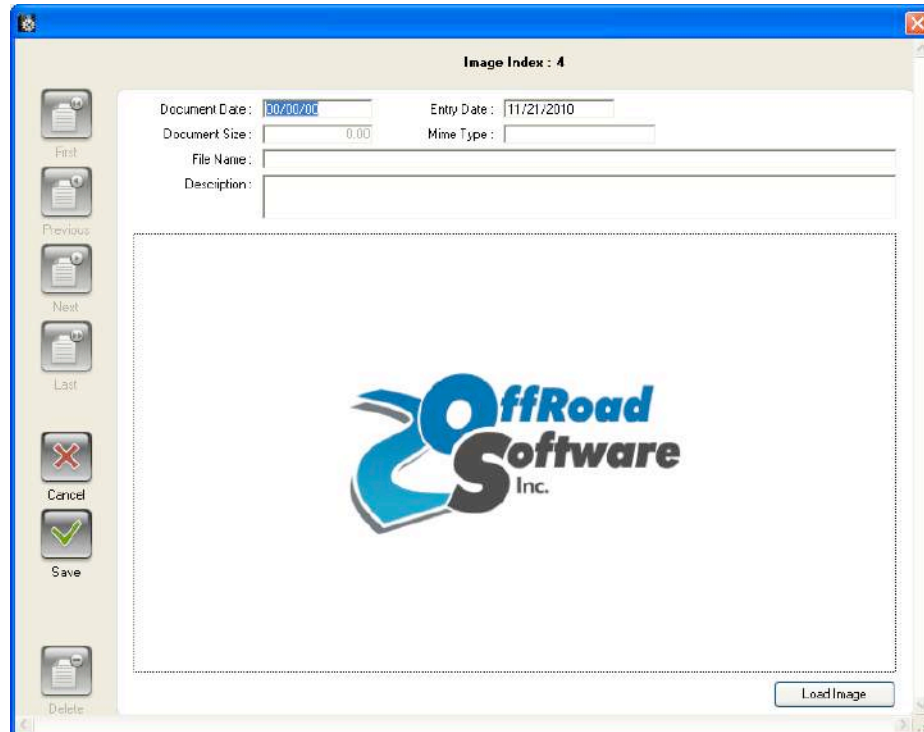 Image Index : 4
First
Previous
Next
Last
Cancel
Save
Delete
Document Date : 00/00/00 Entry Date : 11/21/2010
Document Size : 0.00 Mime Type :
File Name :
Description :
OffRoad
Software
Inc.
Load Image